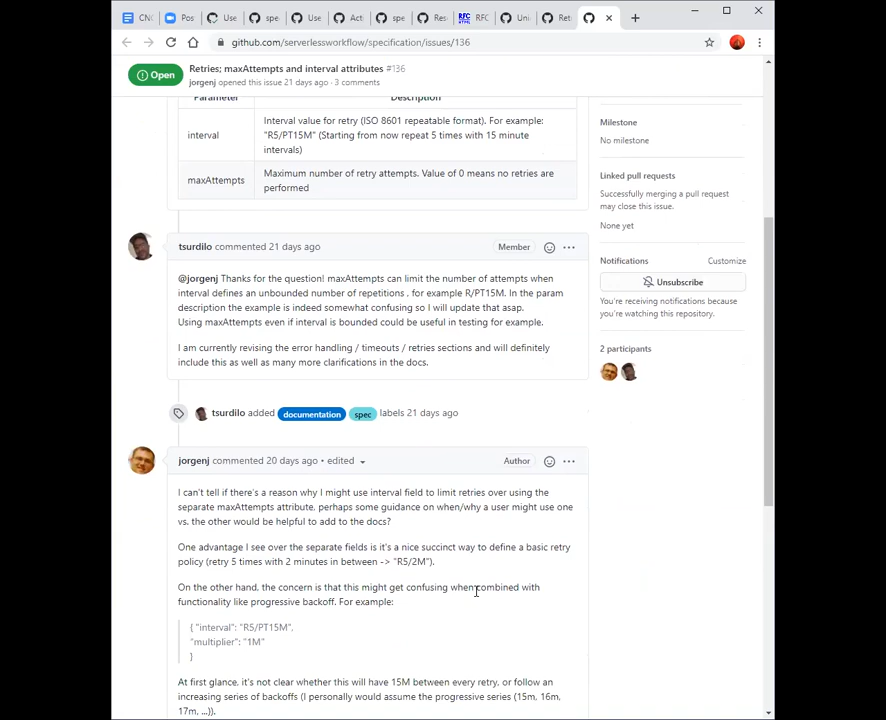 CNC
Pos
Use
spe
Use
Act
spe
Res
RFC
RFC
Uni
Ret
github.com/serverlessworkflow/specification/issues/136
Open
Retries; maxAttempts and interval attributes #136
jorgenj opened this issue 21 days ago · 3 comments
Parameter Description
interval
Interval value for retry (ISO 8601 repeatable format). For example:
"R5/PT15M" (Starting from now repeat 5 times with 15 minute
intervals)
maxAttempts
Maximum number of retry attempts. Value of 0 means no retries are
performed
tsurdilo commented 21 days ago
Member
@jorgenj Thanks for the question! maxAttempts can limit the number of attempts when
interval defines an unbounded number of repetitions , for example R/PT15M. In the param
description the example is indeed somewhat confusing so I will update that asap.
Using maxAttempts even if interval is bounded could be useful in testing for example.
I am currently revising the error handling / timeouts / retries sections and will definitely
include this as well as many more clarifications in the docs.
tsurdilo added documentation spec labels 21 days ago
jorgenj commented 20 days ago • edited
Author
I can't tell if there's a reason why I might use interval field to limit retries over using the
separate maxAttempts attribute, perhaps some guidance on when/why a user might use one
vs. the other would be helpful to add to the docs?
One advantage I see over the separate fields is it's a nice succinct way to define a basic retry
policy (retry 5 times with 2 minutes in between -> "R5/2M").
On the other hand, the concern is that this might get confusing when combined with
functionality like progressive backoff. For example:
{ "interval": "R5/PT15M",
"multiplier": "1M"
}
At first glance, it's not clear whether this will have 15M between every retry, or follow an
increasing series of backoffs (I personally would assume the progressive series (15m, 16m,
17m, ...)).
Milestone
No milestone
Linked pull requests
Successfully merging a pull request
may close this issue.
None yet
Notifications
Customize
Unsubscribe
You're receiving notifications because
you're watching this repository.
2 participants